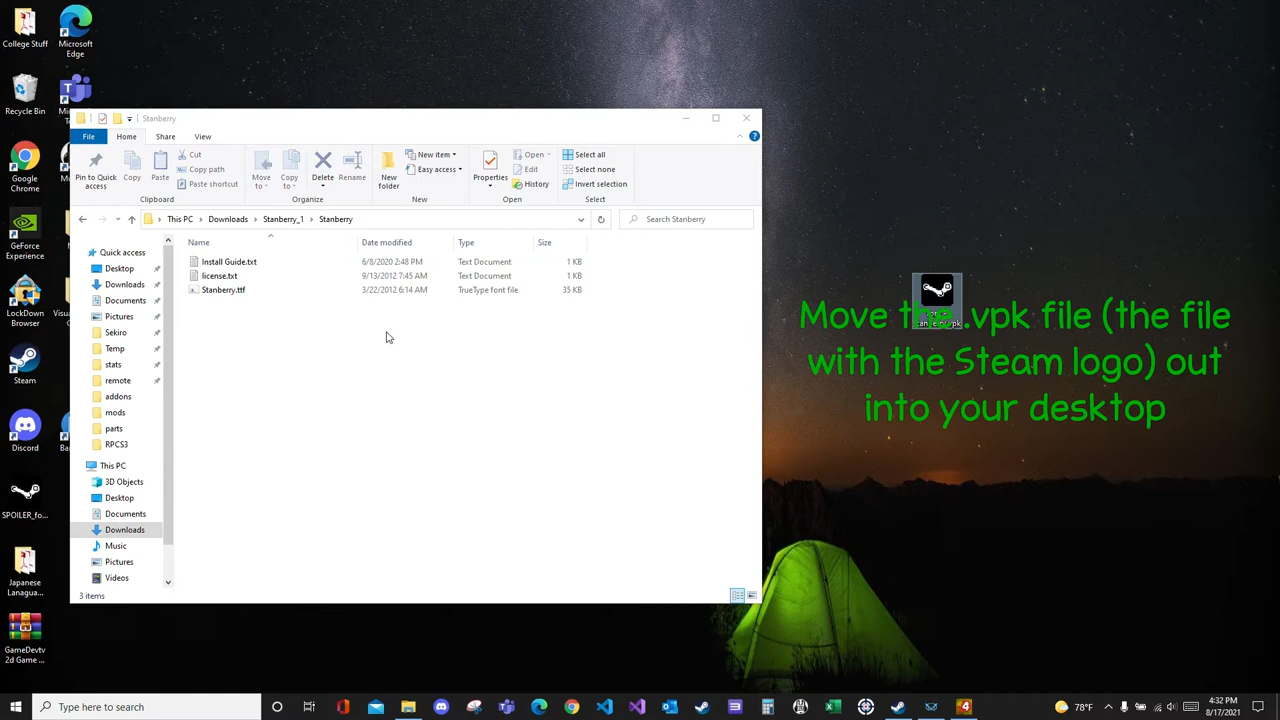 College Stuff
Microsoft Edge
Recycle Bin
Google Chrome
GeForce Experience
LockDown Browser
Steam
Discord
SPOILER_fo...
Japanese Lanagua...
GameDevtv 2d Game ...
Stanberry
File Home Share View
Pin to Quick access
Copy
Paste
Cut
Copy path
Paste shortcut
Clipboard
Move to
Copy to
Delete
Rename
Organize
New folder
New item
Easy access
New
Properties
Open
Edit
History
Open
Select all
Select none
Invert selection
Select
This PC > Downloads > Stanberry_1 > Stanberry
Search Stanberry
Name Date modified Type Size
Install Guide.txt 6/8/2020 2:48 PM Text Document 1 KB
license.txt 9/13/2012 7:45 AM Text Document 1 KB
Stanberry.ttf 3/22/2012 6:14 AM TrueType font file 35 KB
Quick access
Desktop
Downloads
Documents
Pictures
Sekiro
Temp
stats
remote
addons
mods
parts
RPCS3
This PC
3D Objects
Desktop
Documents
Downloads
Music
Pictures
Videos
3 items
Move the .vpk file (the file
with the Steam logo) out
into your desktop
Type here to search
78°F
4:32 PM
8/17/2021